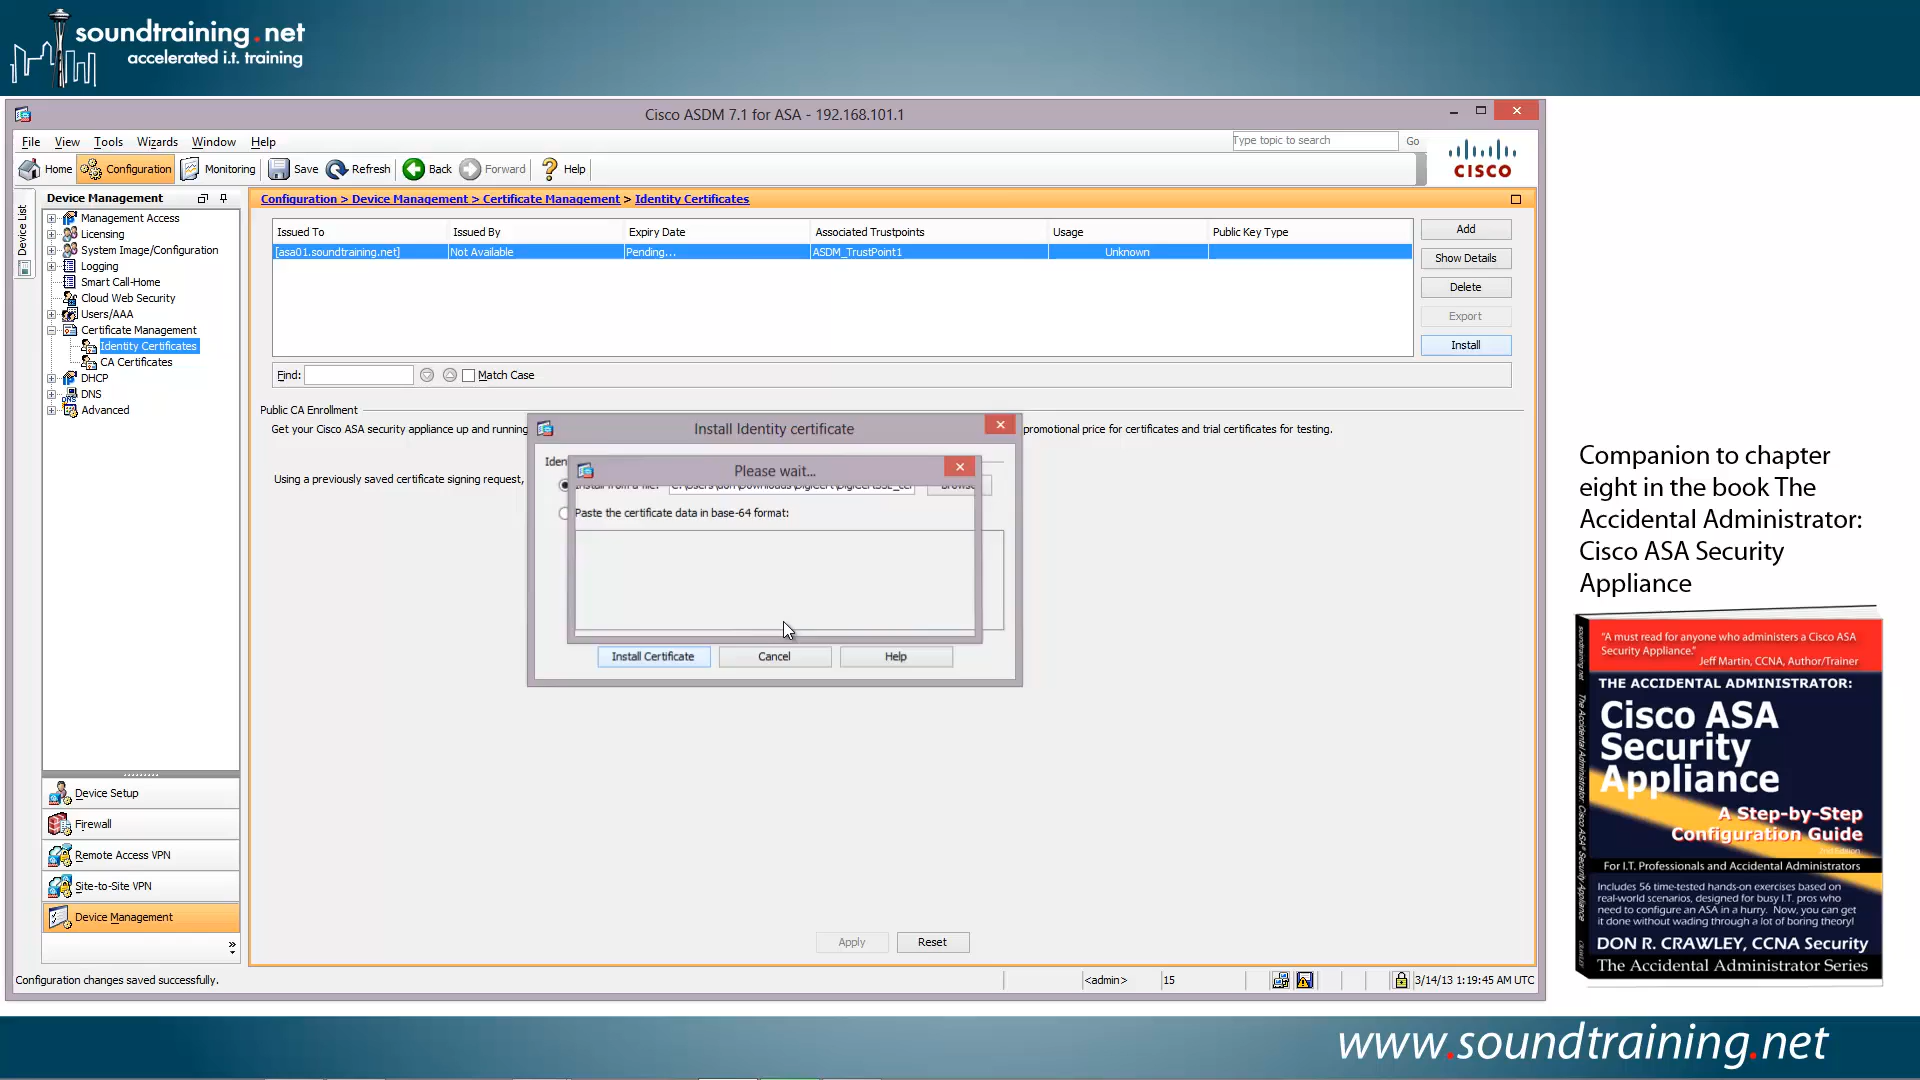 soundtraining.net
accelerated i.t. training
Cisco ASDM 7.1 for ASA - 192.168.101.1
File View Tools Wizards Window Help
Type topic to search Go
Home Configuration Monitoring Save Refresh Back Forward Help
CISCO
Device List
Device Management
Management Access
Licensing
System Image/Configuration
Logging
Smart Call-Home
Cloud Web Security
Users/AAA
Certificate Management
Identity Certificates
CA Certificates
DHCP
DNS
Advanced
Device Setup
Firewall
Remote Access VPN
Site-to-Site VPN
Device Management
Configuration > Device Management > Certificate Management > Identity Certificates
Issued To Issued By Expiry Date Associated Trustpoints Usage Public Key Type
[asa01.soundtraining.net] Not Available Pending... ASDM_TrustPoint1 Unknown
Add
Show Details
Delete
Export
Install
Find: Match Case
Public CA Enrollment
Get your Cisco ASA security appliance up and running promotional price for certificates and trial certificates for testing.
Using a previously saved certificate signing request,
Install Identity certificate
Iden
Please wait...
Paste the certificate data in base-64 format:
Install Certificate Cancel Help
Apply Reset
Configuration changes saved successfully. <admin> 15 3/14/13 1:19:45 AM UTC
Companion to chapter
eight in the book The
Accidental Administrator:
Cisco ASA Security
Appliance
"A must read for anyone who administers a Cisco ASA
Security Appliance."
Jeff Martin, CCNA, Author/Trainer
THE ACCIDENTAL ADMINISTRATOR:
Cisco ASA
Security
Appliance
A Step-by-Step
Configuration Guide
For I.T. Professionals and Accidental Administrators
Includes 56 time-tested hands-on exercises based on
real-world scenarios, designed for busy I.T. pros who
need to configure an ASA in a hurry. Now, you can get
it done without wading through a lot of boring theory!
DON R. CRAWLEY, CCNA Security
The Accidental Administrator Series
www.soundtraining.net